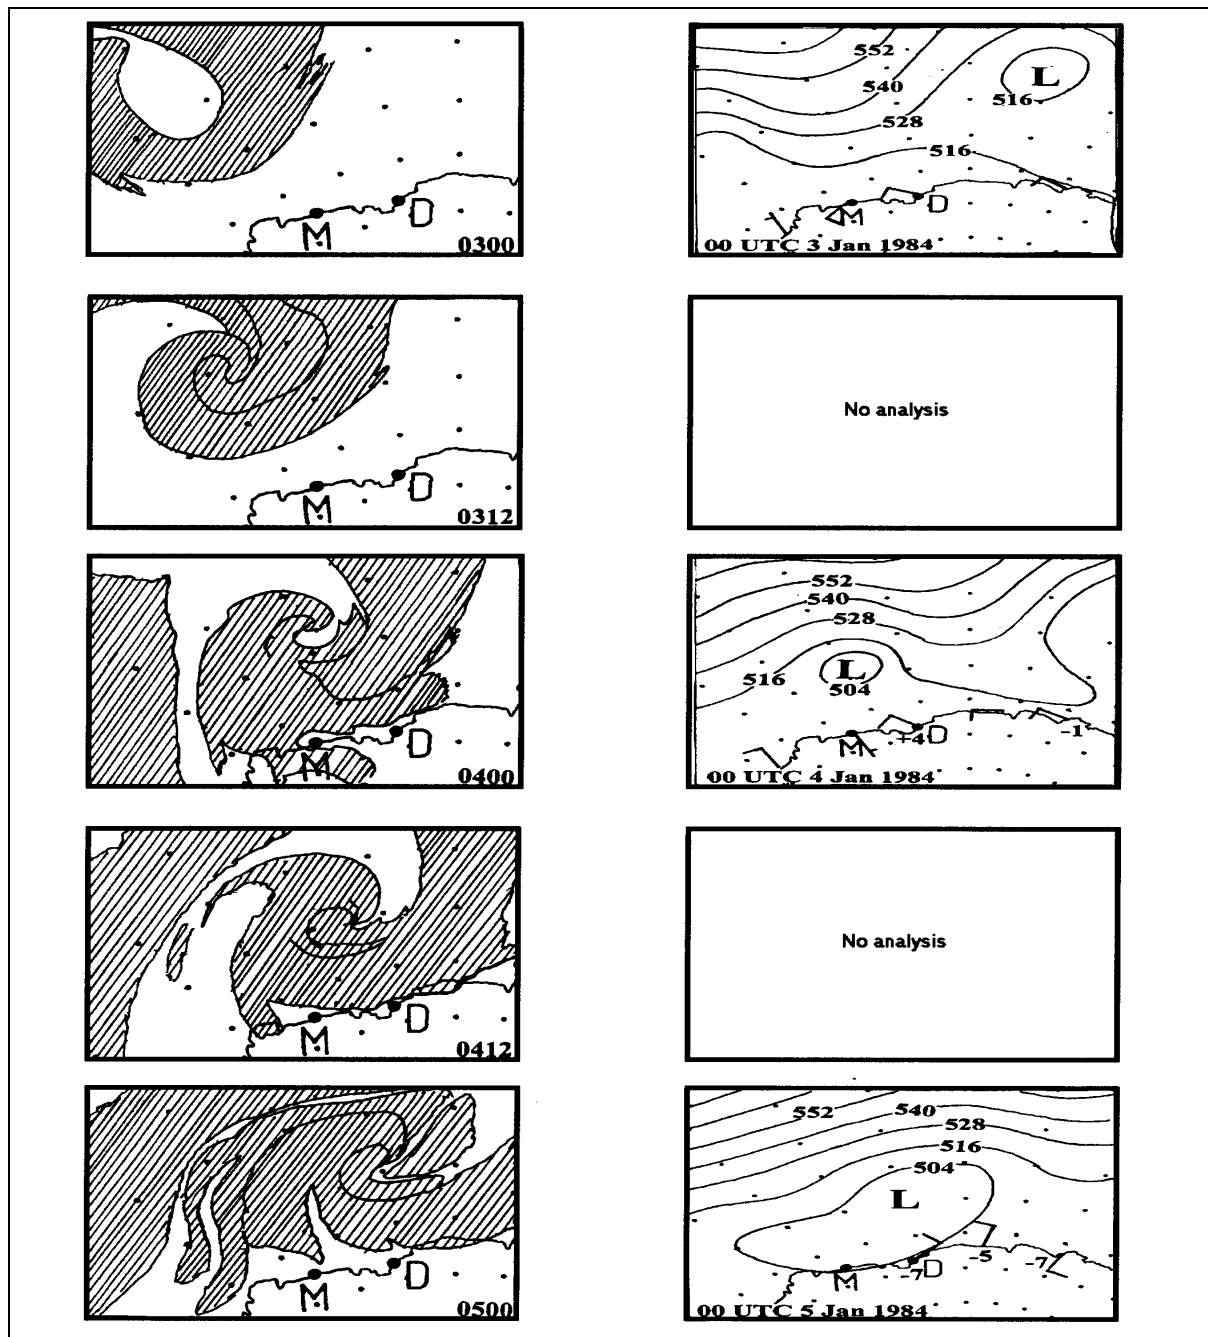 M
D
0300
552
540
528
516
L
516
M
D
00 UTC 3 Jan 1984
M
D
0312
No analysis
M
D
0400
552
540
528
516
L
504
M
+4
D
-1
00 UTC 4 Jan 1984
M
D
0412
No analysis
M
D
0500
552
540
528
516
504
L
M
-7
D
-5
-7
00 UTC 5 Jan 1984